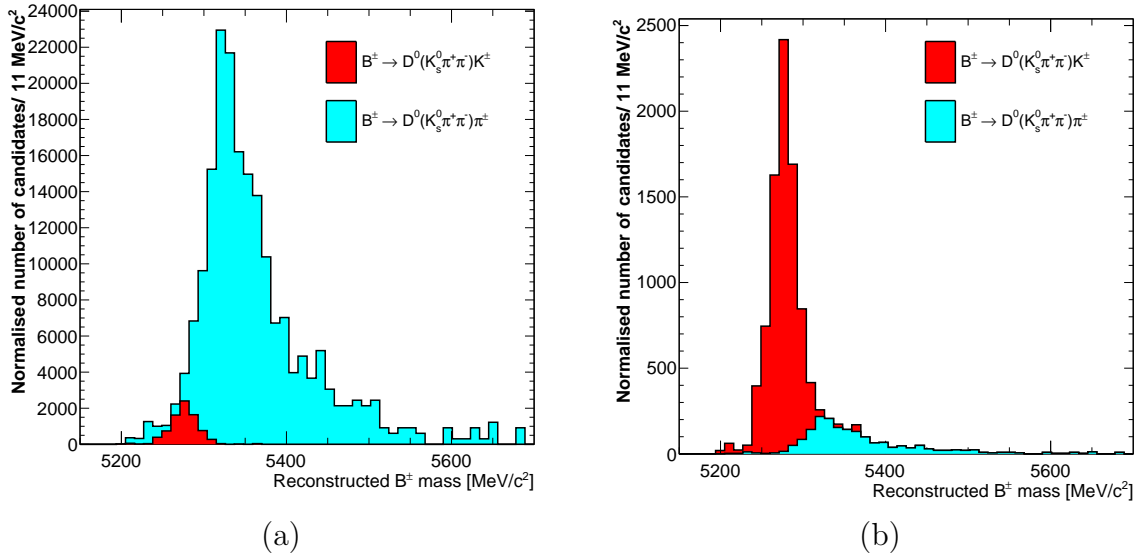 Normalised number of candidates/ 11 MeV/c²
24000
22000
20000
18000
16000
14000
12000
10000
8000
6000
4000
2000
0
B± → D⁰(K⁰ₛπ⁺π⁻)K±
B± → D⁰(K⁰ₛπ⁺π⁻)π±
5200 5400 5600
Reconstructed B± mass [MeV/c²]
(a)
Normalised number of candidates/ 11 MeV/c²
2500
2000
1500
1000
500
0
B± → D⁰(K⁰ₛπ⁺π⁻)K±
B± → D⁰(K⁰ₛπ⁺π⁻)π±
5200 5400 5600
Reconstructed B± mass [MeV/c²]
(b)